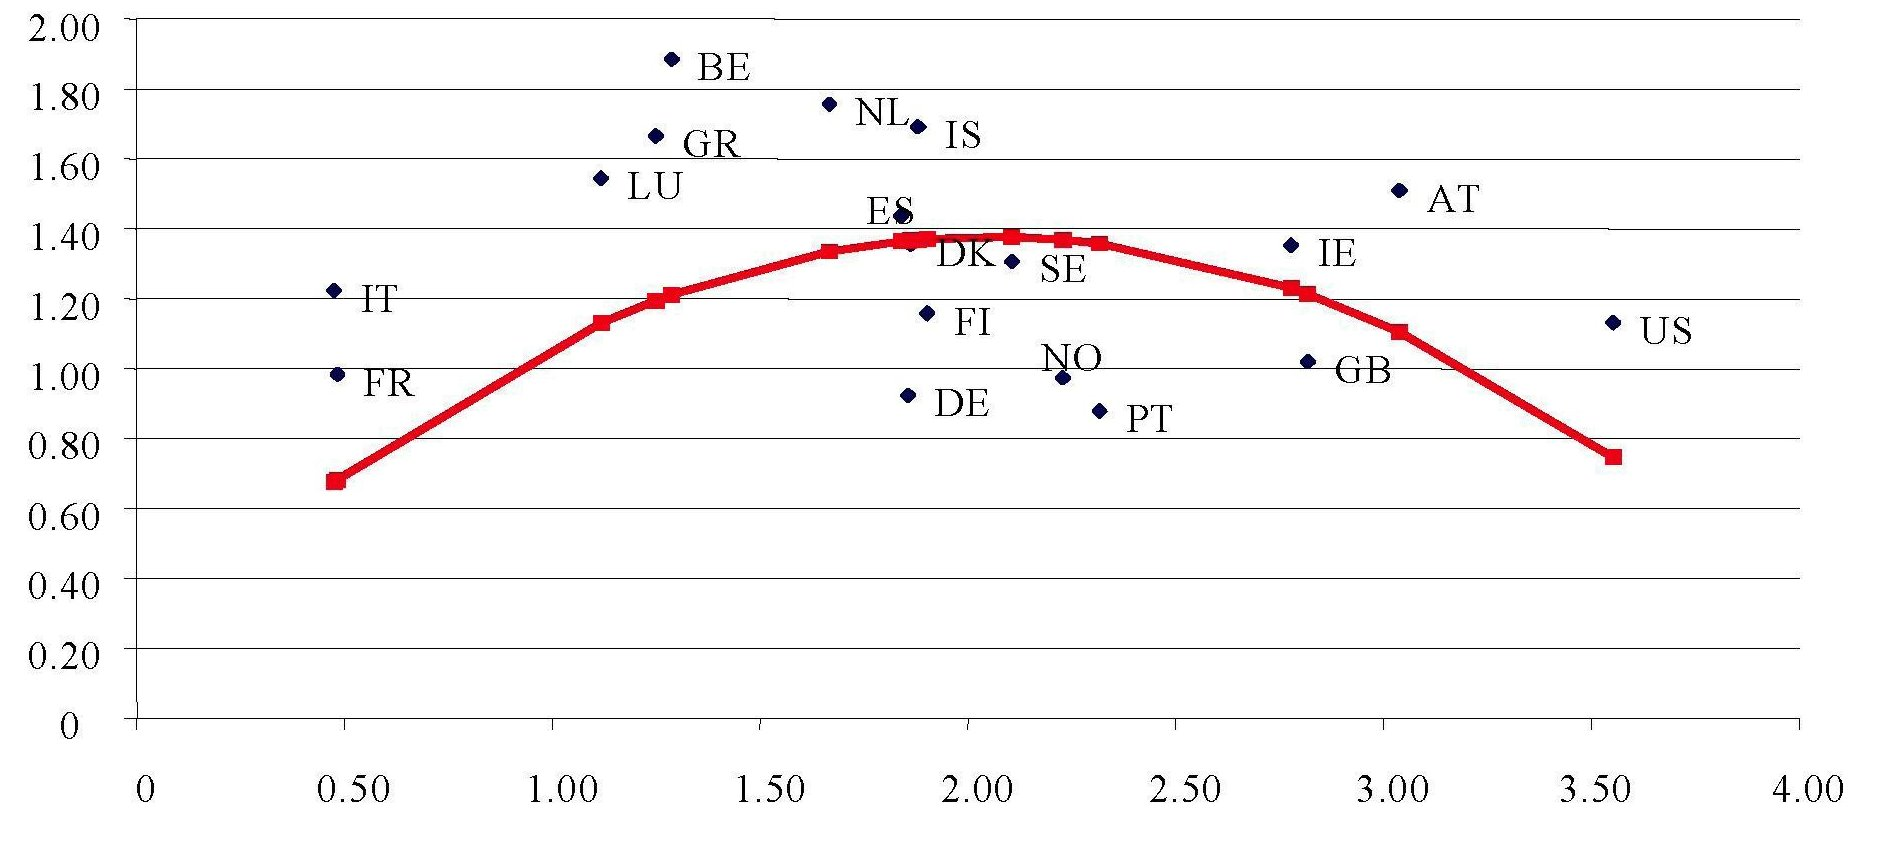 2.00
BE
1.80
NL
IS
GR
1.60
LU
AT
ES
1.40
DK
SE
IE
IT
1.20
FI
US
NO
1.00
FR
GB
DE
PT
0.80
0.60
0.40
0.20
0
0 0.50 1.00 1.50 2.00 2.50 3.00 3.50 4.00